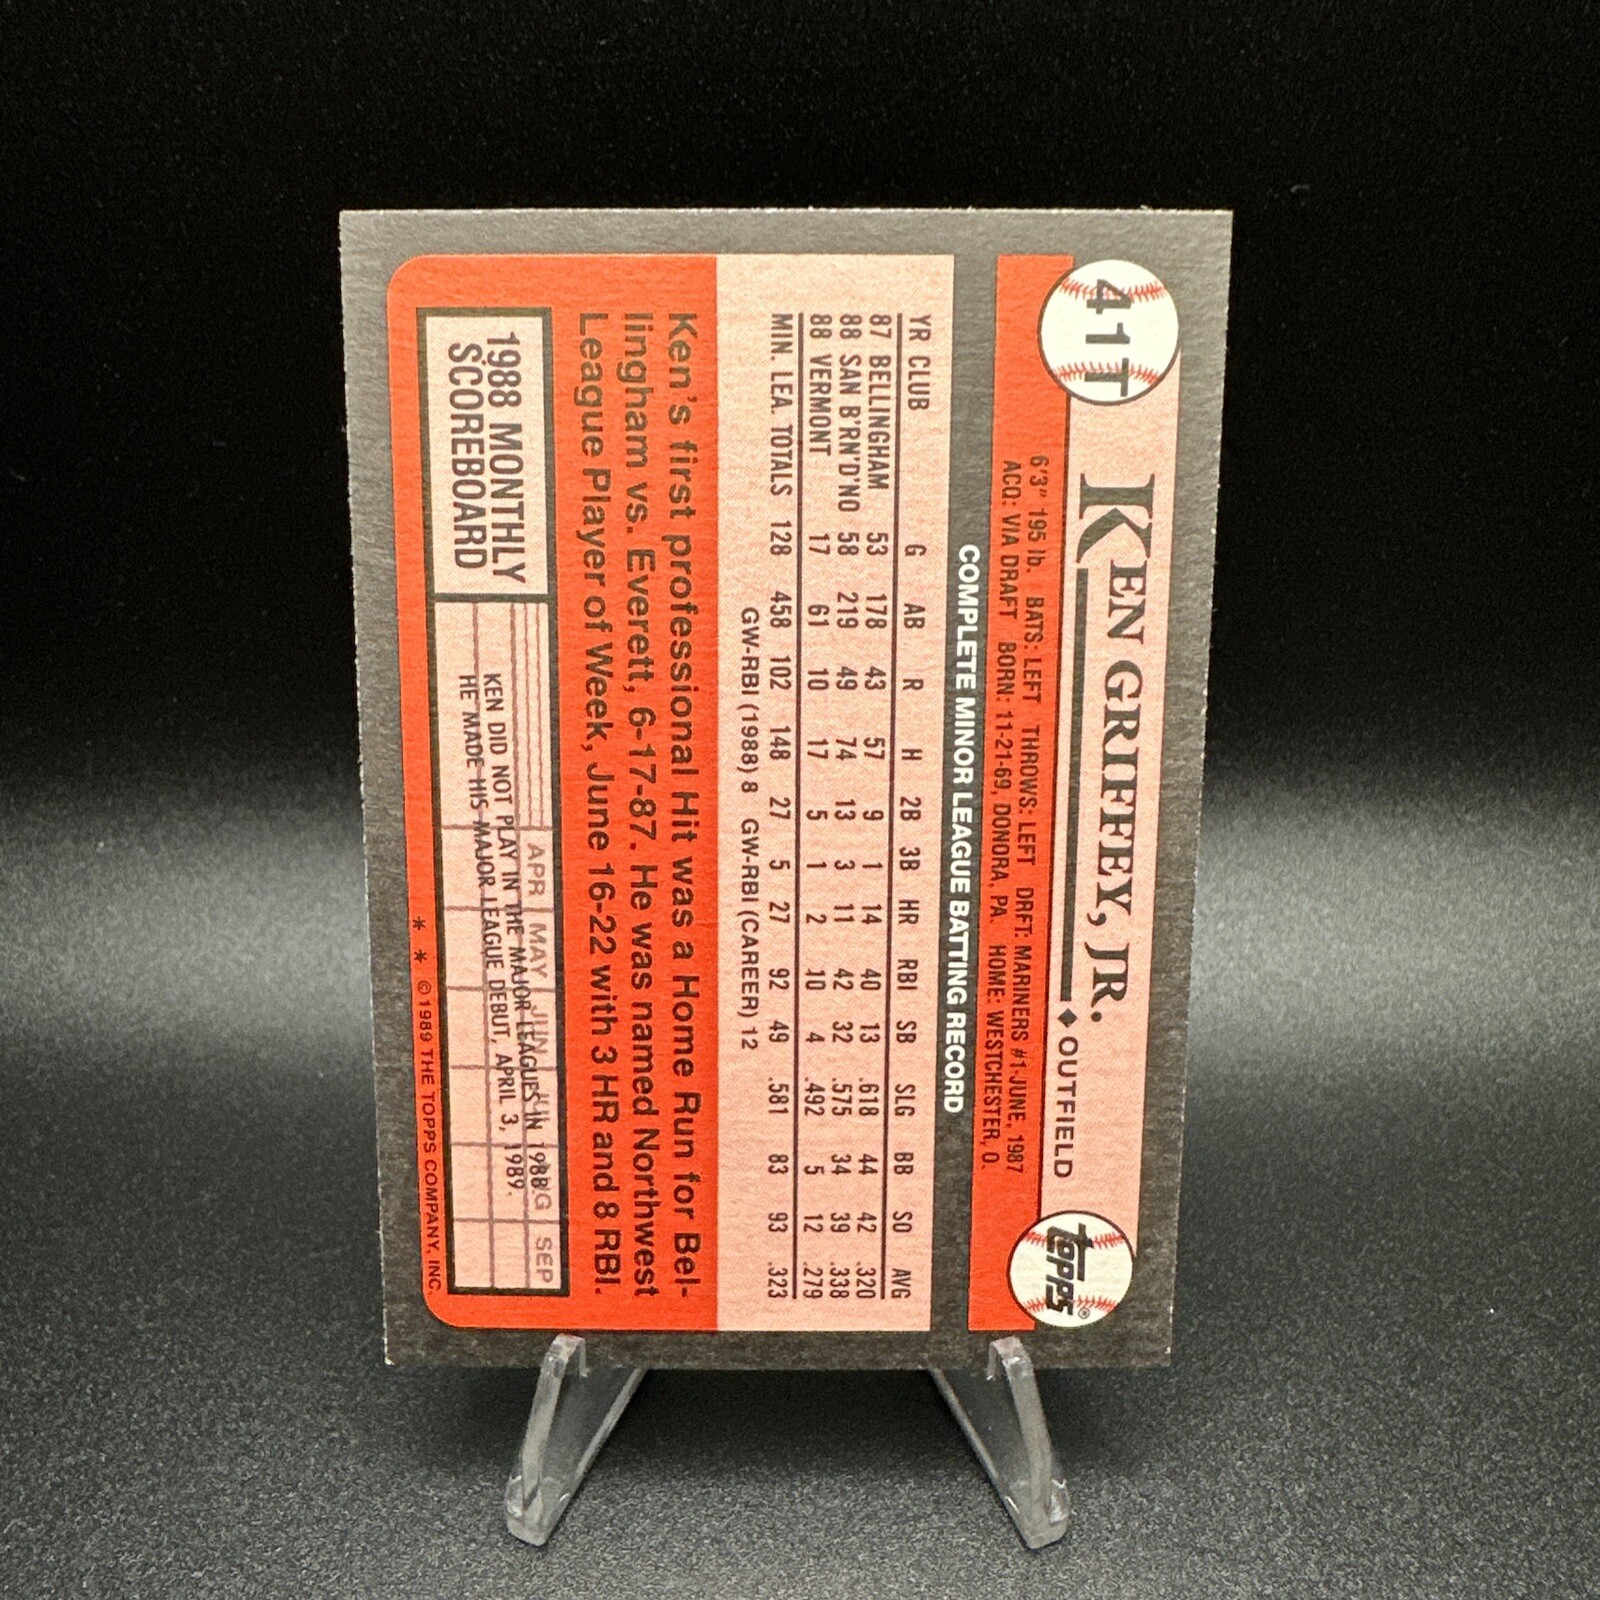 41T
KEN GRIFFEY, JR. ♦ OUTFIELD
topps®
6'3" 195 lb. BATS: LEFT THROWS: LEFT DRFT: MARINERS #1-JUNE, 1987
ACQ: VIA DRAFT BORN: 11-21-69, DONORA, PA. HOME: WESTCHESTER, O.
COMPLETE MINOR LEAGUE BATTING RECORD
YR CLUB G AB R H 2B 3B HR RBI SB SLG BB SO AVG
87 BELLINGHAM 53 178 43 57 9 1 14 40 13 .618 44 42 .320
88 SAN B'RN'D'NO 58 219 49 74 13 3 11 42 32 .575 34 39 .338
88 VERMONT 17 61 10 17 5 1 2 10 4 .492 5 12 .279
MIN. LEA. TOTALS 128 458 102 148 27 5 27 92 49 .581 83 93 .323
GW-RBI (1988) 8 GW-RBI (CAREER) 12
Ken's first professional Hit was a Home Run for Bel-
lingham vs. Everett, 6-17-87. He was named Northwest
League Player of Week, June 16-22 with 3 HR and 8 RBI.
1988 MONTHLY
SCOREBOARD
APR MAY JUN JUL AUG SEP
KEN DID NOT PLAY IN THE MAJOR LEAGUES IN 1988.
HE MADE HIS MAJOR LEAGUE DEBUT, APRIL 3, 1989.
* * © 1989 THE TOPPS COMPANY, INC.